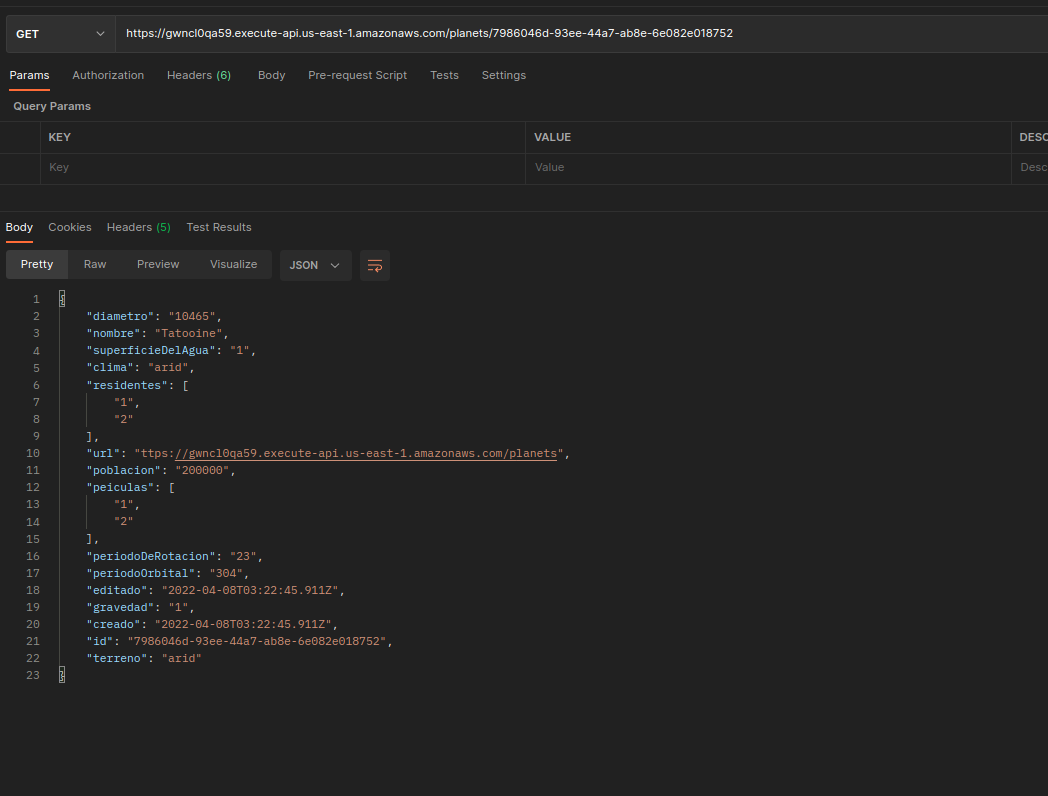 GET https://gwncl0qa59.execute-api.us-east-1.amazonaws.com/planets/7986046d-93ee-44a7-ab8e-6e082e018752
Params Authorization Headers (6) Body Pre-request Script Tests Settings
Query Params
KEY VALUE DESC
Key Value Desc
Body Cookies Headers (5) Test Results
Pretty Raw Preview Visualize JSON
1 {
2 "diametro": "10465",
3 "nombre": "Tatooine",
4 "superficieDelAgua": "1",
5 "clima": "arid",
6 "residentes": [
7 "1",
8 "2"
9 ],
10 "url": "ttps://gwncl0qa59.execute-api.us-east-1.amazonaws.com/planets",
11 "poblacion": "200000",
12 "peiculas": [
13 "1",
14 "2"
15 ],
16 "periodoDeRotacion": "23",
17 "periodoOrbital": "304",
18 "editado": "2022-04-08T03:22:45.911Z",
19 "gravedad": "1",
20 "creado": "2022-04-08T03:22:45.911Z",
21 "id": "7986046d-93ee-44a7-ab8e-6e082e018752",
22 "terreno": "arid"
23 }